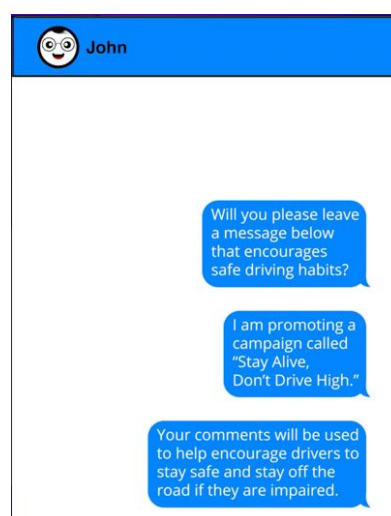 John
Will you please leave
a message below
that encourages
safe driving habits?
I am promoting a
campaign called
“Stay Alive,
Don’t Drive High.”
Your comments will be used
to help encourage drivers to
stay safe and stay off the
road if they are impaired.